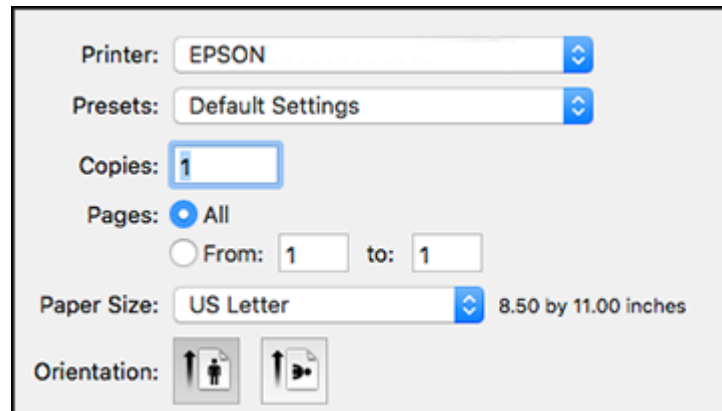 Printer: EPSON
Presets: Default Settings
Copies: 1
Pages: All
From: 1 to: 1
Paper Size: US Letter 8.50 by 11.00 inches
Orientation: